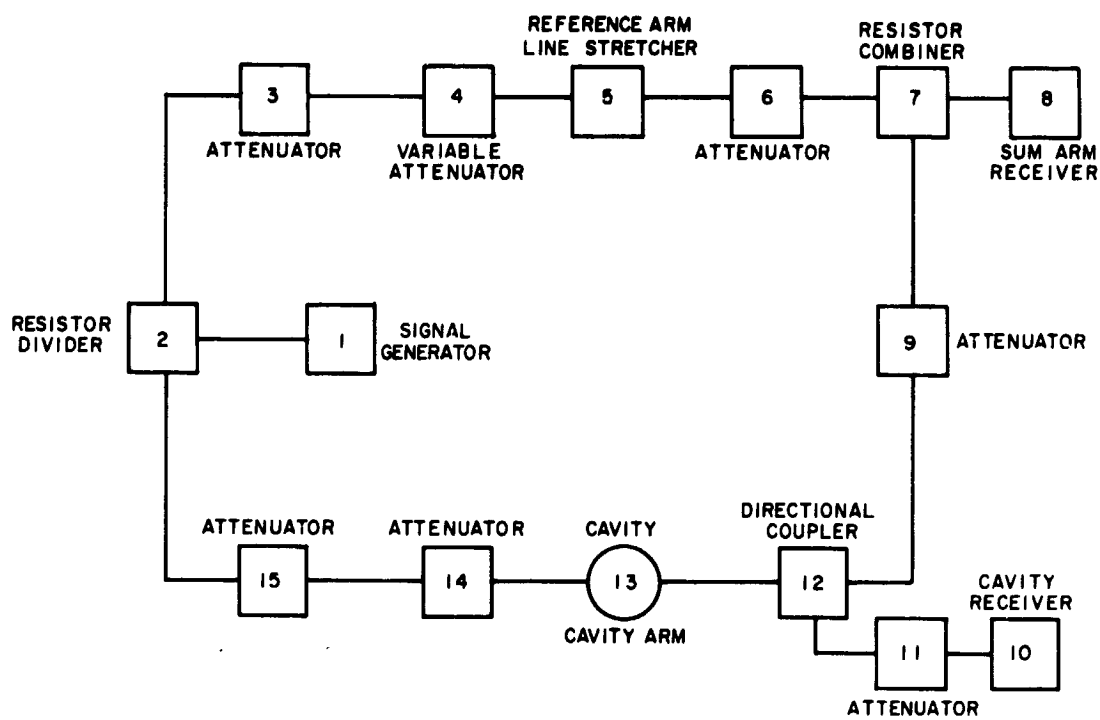 REFERENCE ARM
LINE STRETCHER
RESISTOR
COMBINER
3
4
5
6
7
8
ATTENUATOR
VARIABLE
ATTENUATOR
ATTENUATOR
SUM ARM
RECEIVER
RESISTOR
DIVIDER
2
1
SIGNAL
GENERATOR
9
ATTENUATOR
ATTENUATOR
ATTENUATOR
CAVITY
DIRECTIONAL
COUPLER
15
14
13
12
CAVITY
RECEIVER
CAVITY ARM
11
10
ATTENUATOR